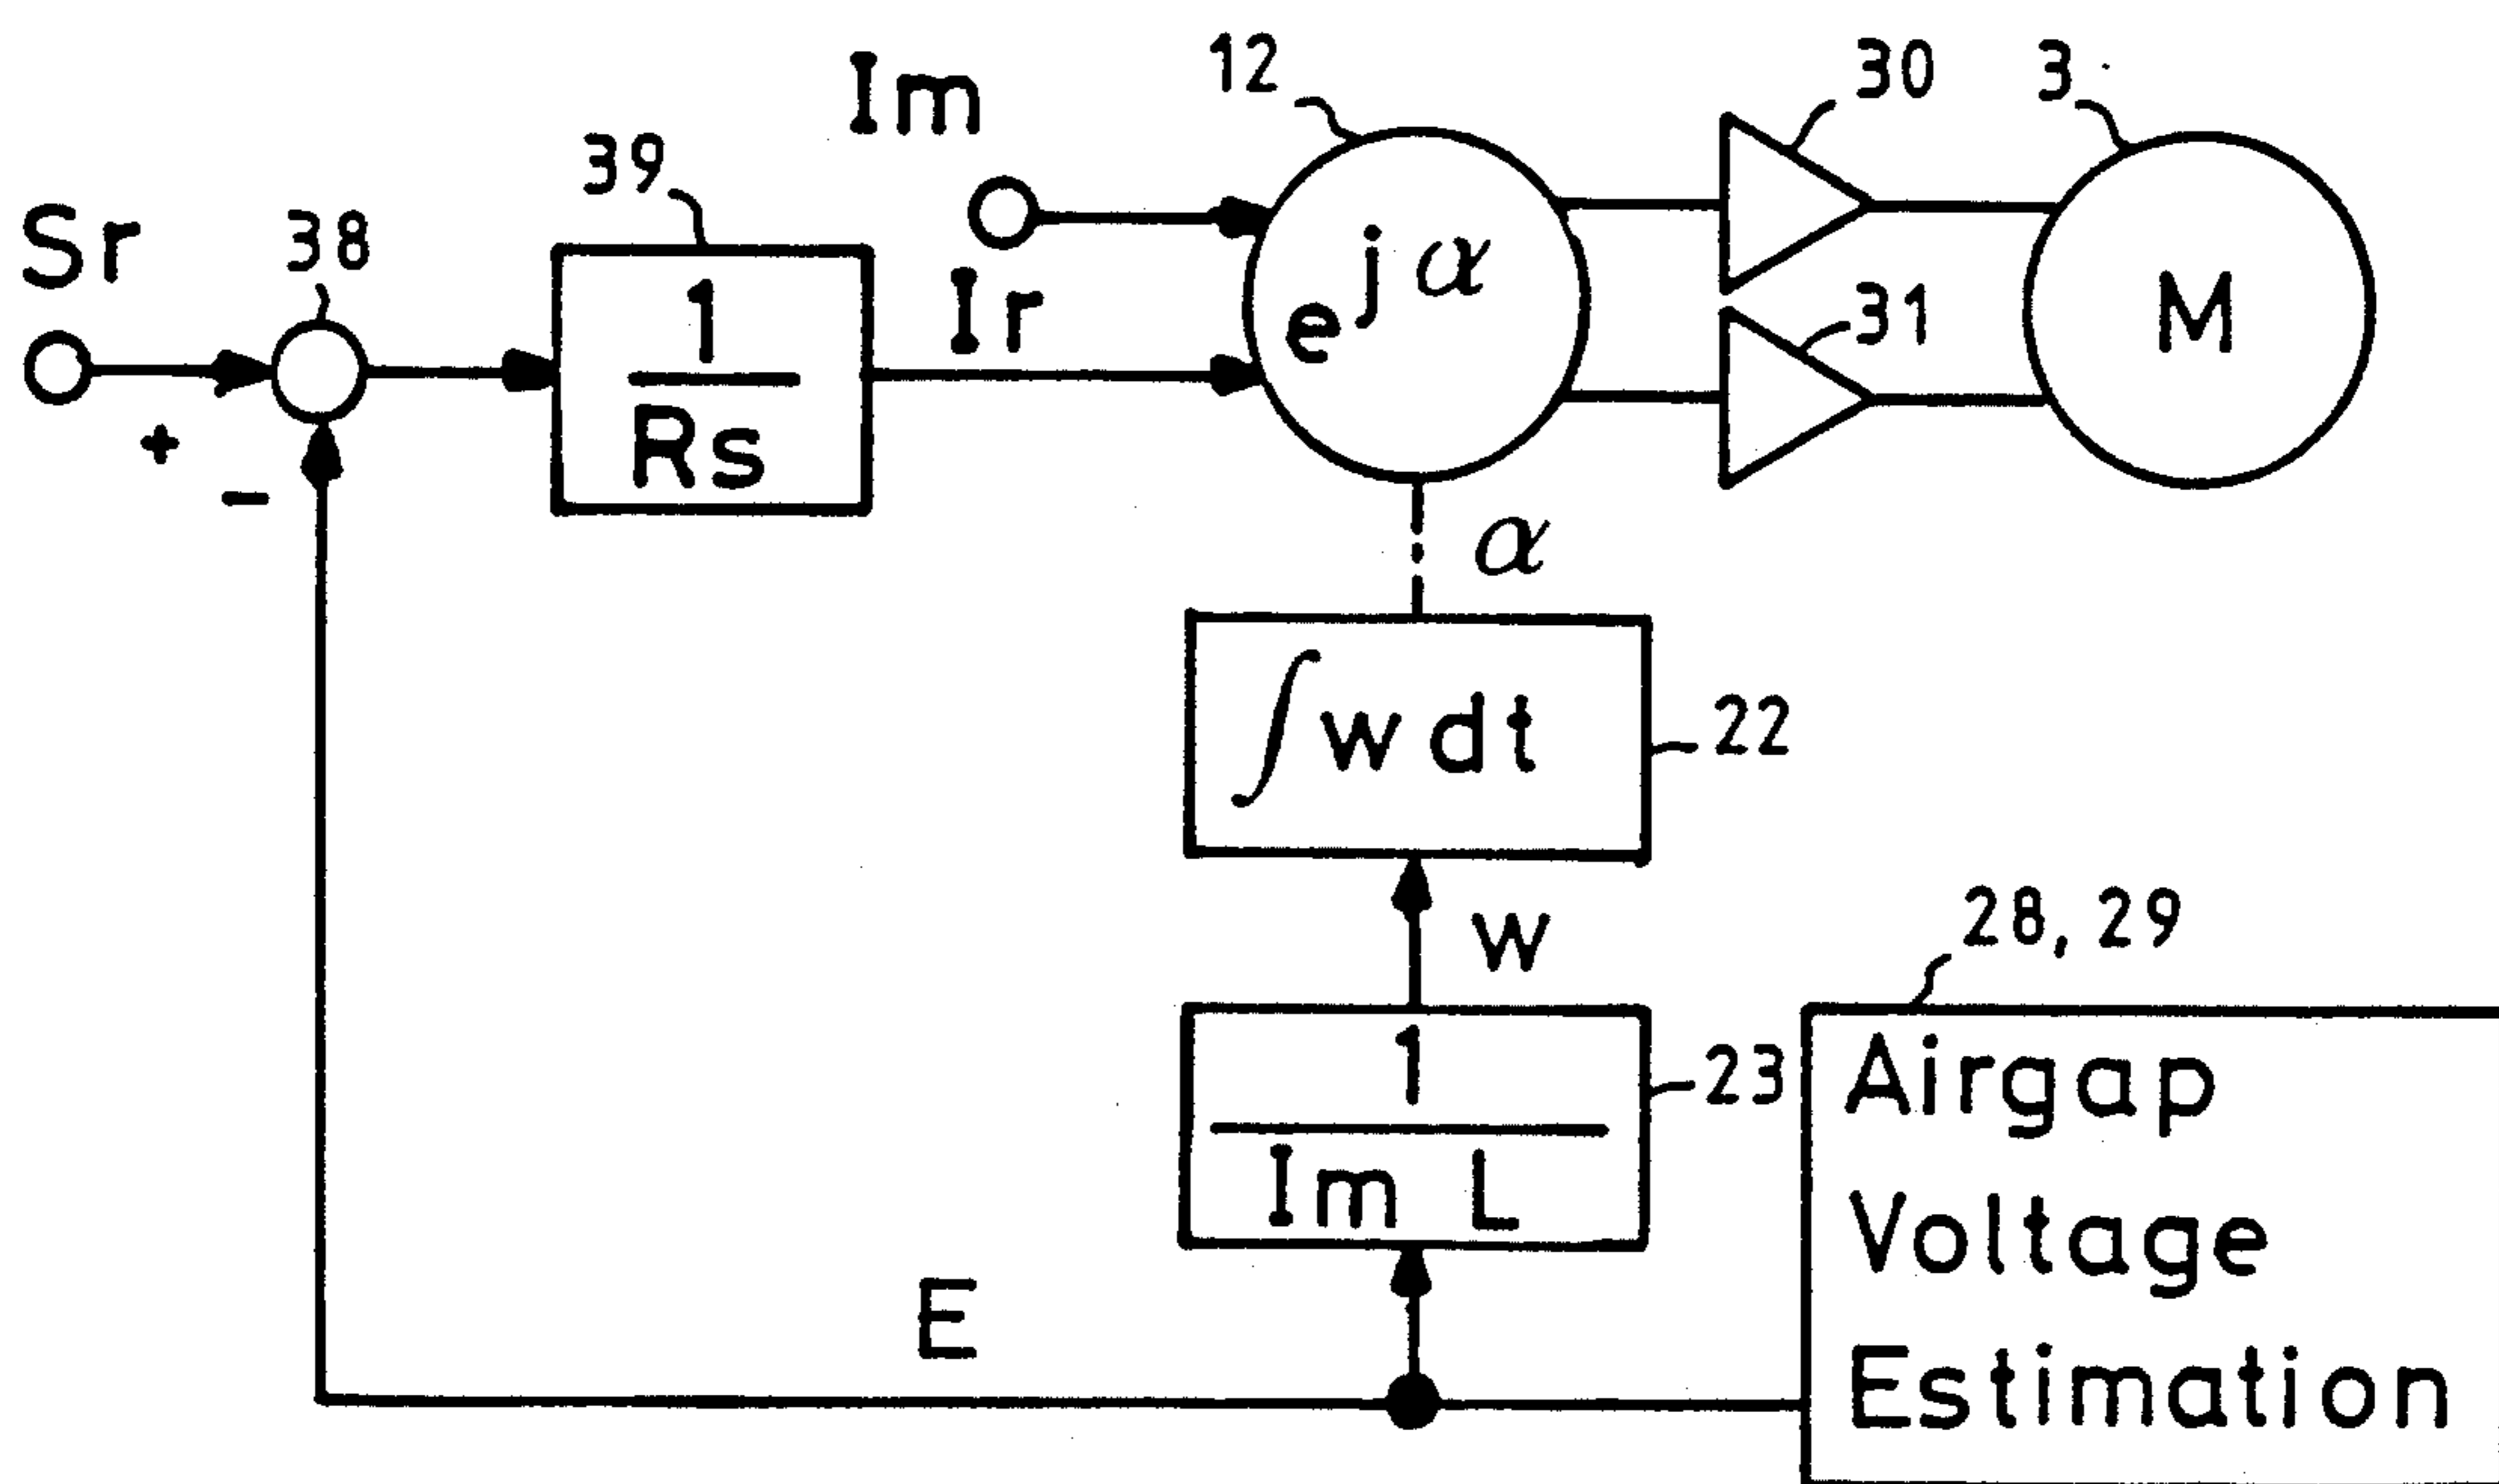 12
30
3
Im
39
Sr
38
1
Rs
Ir
e^jα
31
M
α
∫wdt
22
w
28, 29
1
Im L
23
Airgap
Voltage
Estimation
E
+
-